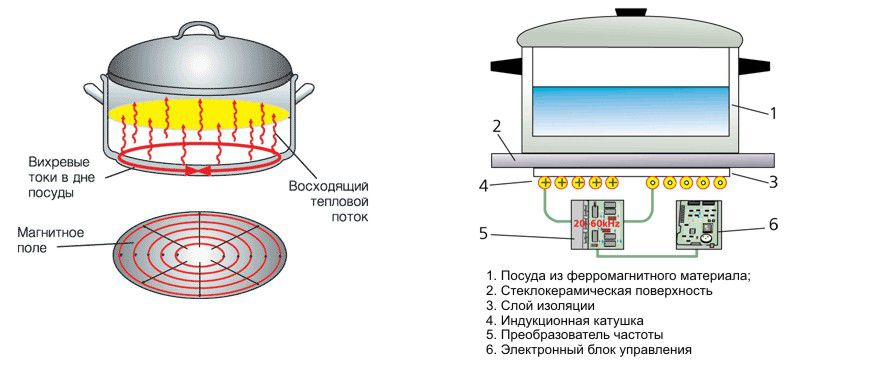 Вихревые
токи в дне
посуды
Восходящий
тепловой
поток
Магнитное
поле
1
2
3
4
20-60kHz
5
6
1. Посуда из ферромагнитного материала;
2. Стеклокерамическая поверхность
3. Слой изоляции
4. Индукционная катушка
5. Преобразователь частоты
6. Электронный блок управления